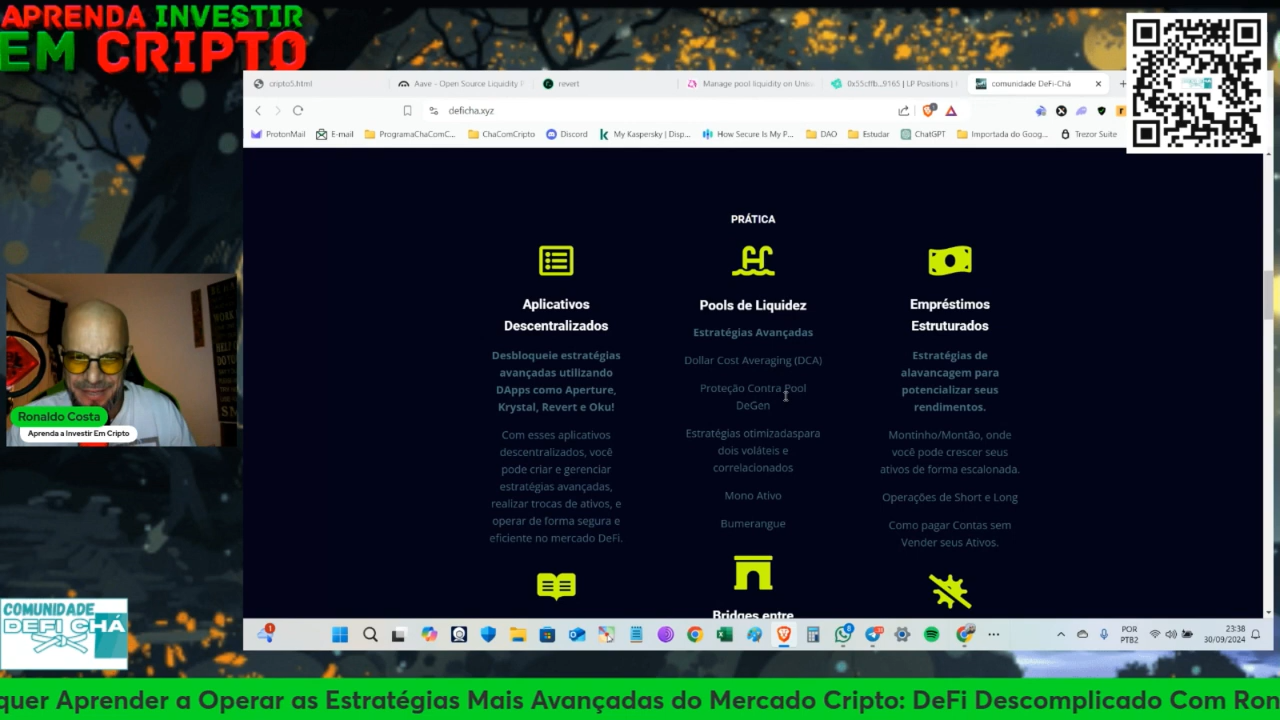 APRENDA INVESTIR
EM CRIPTO
cripto5.html
Aave - Open Source Liquidity
revert
Manage pool liquidity on
0x55cffb...9165 | LP Positions |
comunidade DeFi-Chá
deficha.xyz
ProtonMail
E-mail
ProgramaChaComC...
ChaComCripto
Discord
My Kaspersky | Disp...
How Secure Is My P...
DAO
Estudar
ChatGPT
Importada do Goog...
Trezor Suite
PRÁTICA
Aplicativos
Descentralizados
Desbloqueie estratégias
avançadas utilizando
DApps como Aperture,
Krystal, Revert e Oku!
Com esses aplicativos
descentralizados, você
pode criar e gerenciar
estratégias avançadas,
realizar trocas de ativos, e
operar de forma segura e
eficiente no mercado DeFi.
Pools de Liquidez
Estratégias Avançadas
Dollar Cost Averaging (DCA)
Proteção Contra Pool
DeGen
Estratégias otimizadaspara
dois voláteis e
correlacionados
Mono Ativo
Bumerangue
Bridges entre
Empréstimos
Estruturados
Estratégias de
alavancagem para
potencializar seus
rendimentos.
Montinho/Montão, onde
você pode crescer seus
ativos de forma escalonada.
Operações de Short e Long
Como pagar Contas sem
Vender seus Ativos.
Ronaldo Costa
Aprenda a Investir Em Cripto
COMUNIDADE
DEFI CHÁ
POR
PTB2
23:38
30/09/2024
quer Aprender a Operar as Estratégias Mais Avançadas do Mercado Cripto: DeFi Descomplicado Com Ron